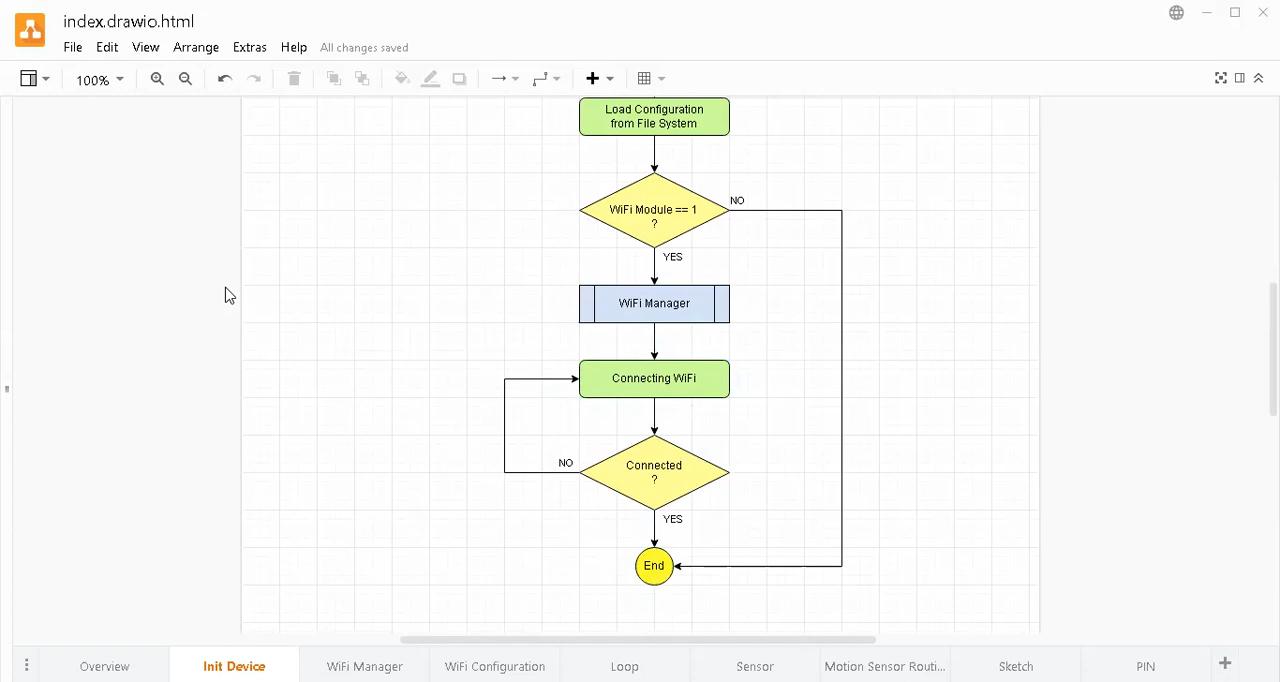 index.drawio.html
File Edit View Arrange Extras Help All changes saved
100%
Load Configuration
from File System
WiFi Module == 1
?
NO
YES
WiFi Manager
Connecting WiFi
Connected
?
NO
YES
End
Overview Init Device WiFi Manager WiFi Configuration Loop Sensor Motion Sensor Routi... Sketch PIN